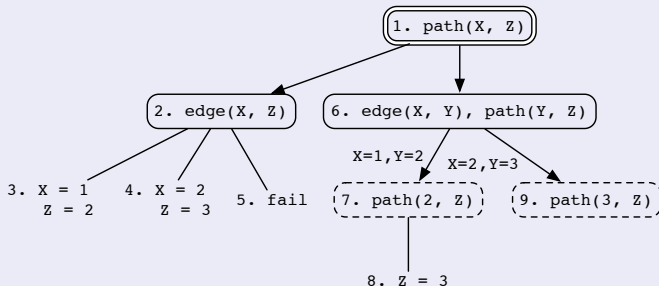 1. path(X, Z)
2. edge(X, Z)
6. edge(X, Y), path(Y, Z)
X=1,Y=2
X=2,Y=3
3. X = 1
Z = 2
4. X = 2
Z = 3
5. fail
7. path(2, Z)
9. path(3, Z)
8. Z = 3